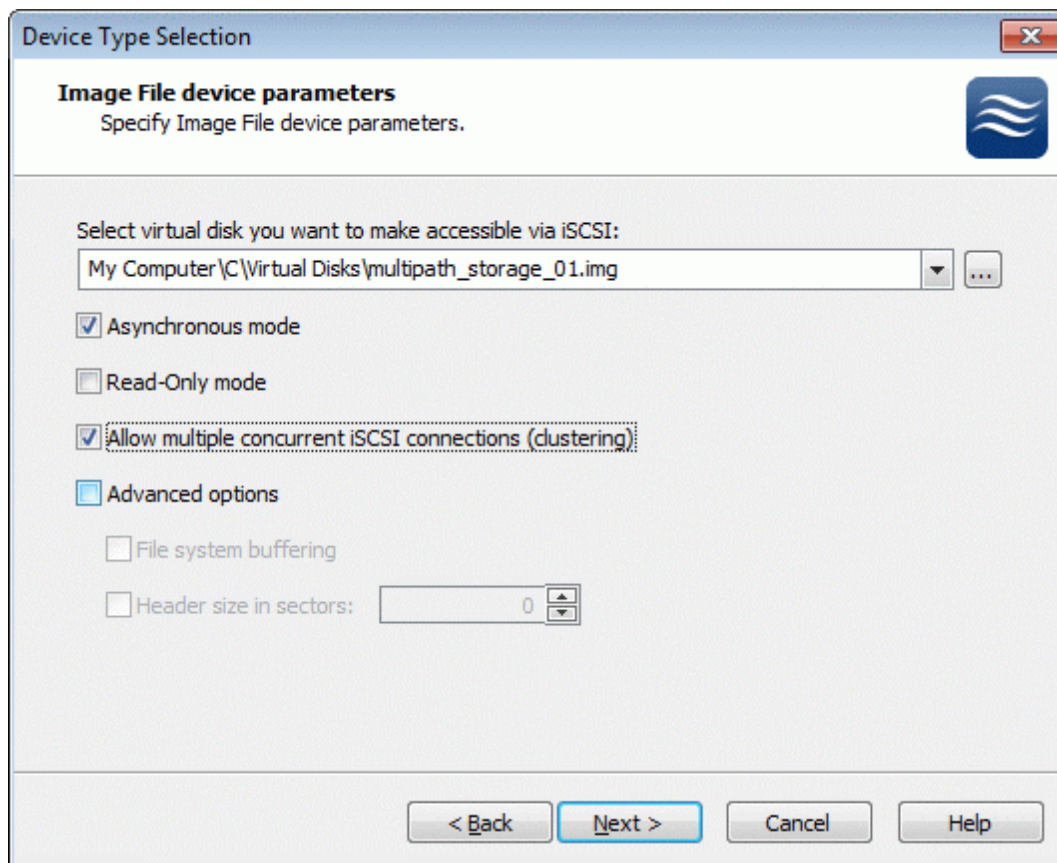 Device Type Selection
Image File device parameters
Specify Image File device parameters.
Select virtual disk you want to make accessible via iSCSI:
My Computer\C\Virtual Disks\multipath_storage_01.img
...
Asynchronous mode
Read-Only mode
Allow multiple concurrent iSCSI connections (clustering)
Advanced options
File system buffering
Header size in sectors: 0
< Back Next > Cancel Help